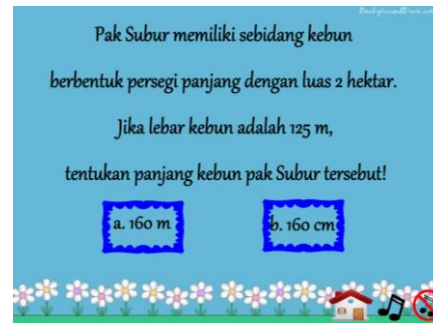 Pak Subur memiliki sebidang kebun
berbentuk persegi panjang dengan luas 2 hektar.
Jika lebar kebun adalah 125 m,
tentukan panjang kebun pak Subur tersebut!
a. 160 m
b. 160 cm